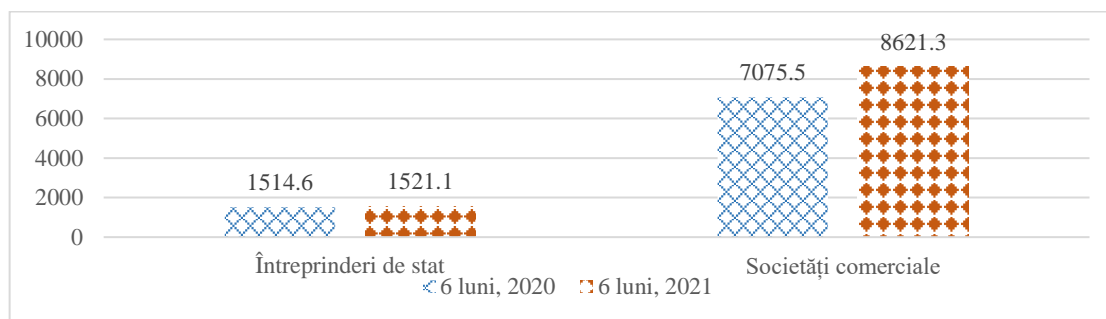 10000
8000
6000
4000
2000
0
1514.6
1521.1
7075.5
8621.3
Întreprinderi de stat
Societăți comerciale
6 luni, 2020
6 luni, 2021